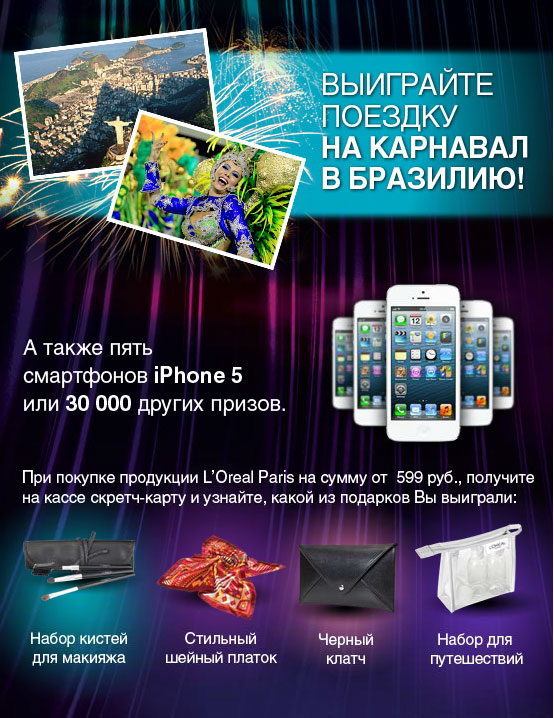 ВЫИГРАЙТЕ
ПОЕЗДКУ
НА КАРНАВАЛ
В БРАЗИЛИЮ!
А также пять
смартфонов iPhone 5
или 30 000 других призов.
При покупке продукции L’Oreal Paris на сумму от 599 руб., получите
на кассе скретч-карту и узнайте, какой из подарков Вы выиграли:
Набор кистей
для макияжа
Стильный
шейный платок
Черный
клатч
Набор для
путешествий